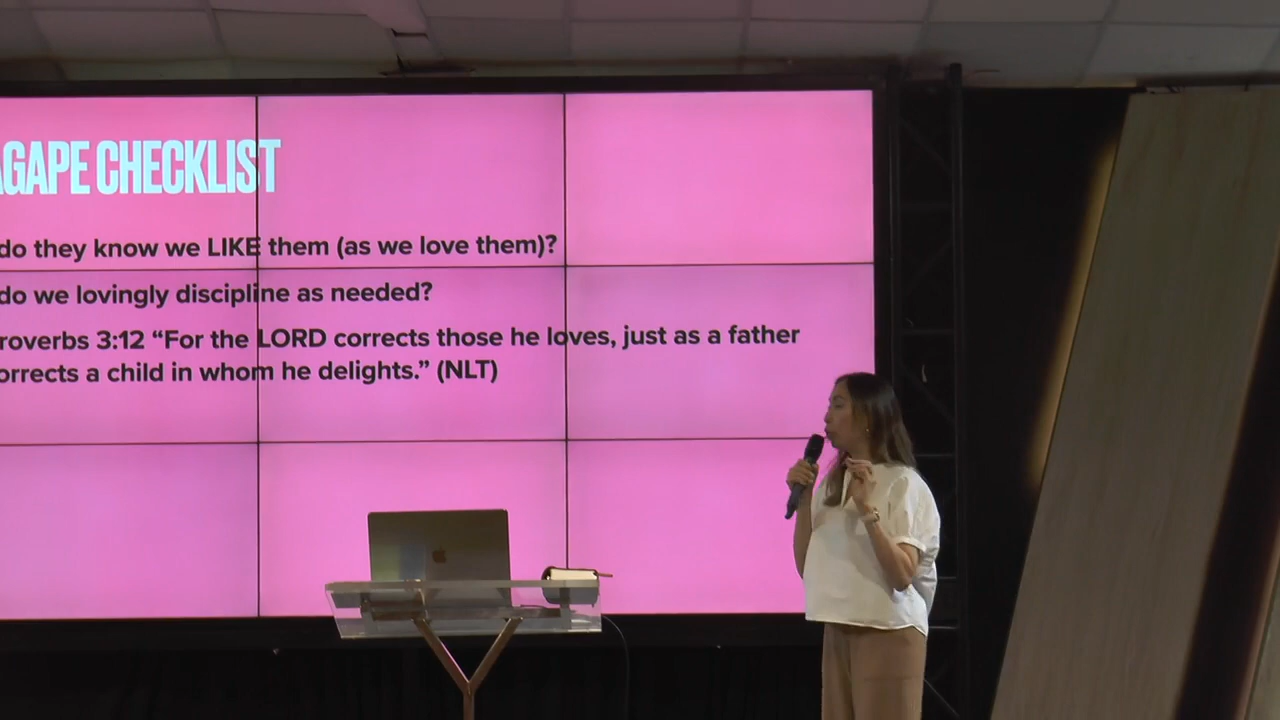 AGAPE CHECKLIST
do they know we LIKE them (as we love them)?
do we lovingly discipline as needed?
roverbs 3:12 “For the LORD corrects those he loves, just as a father
orrects a child in whom he delights.” (NLT)